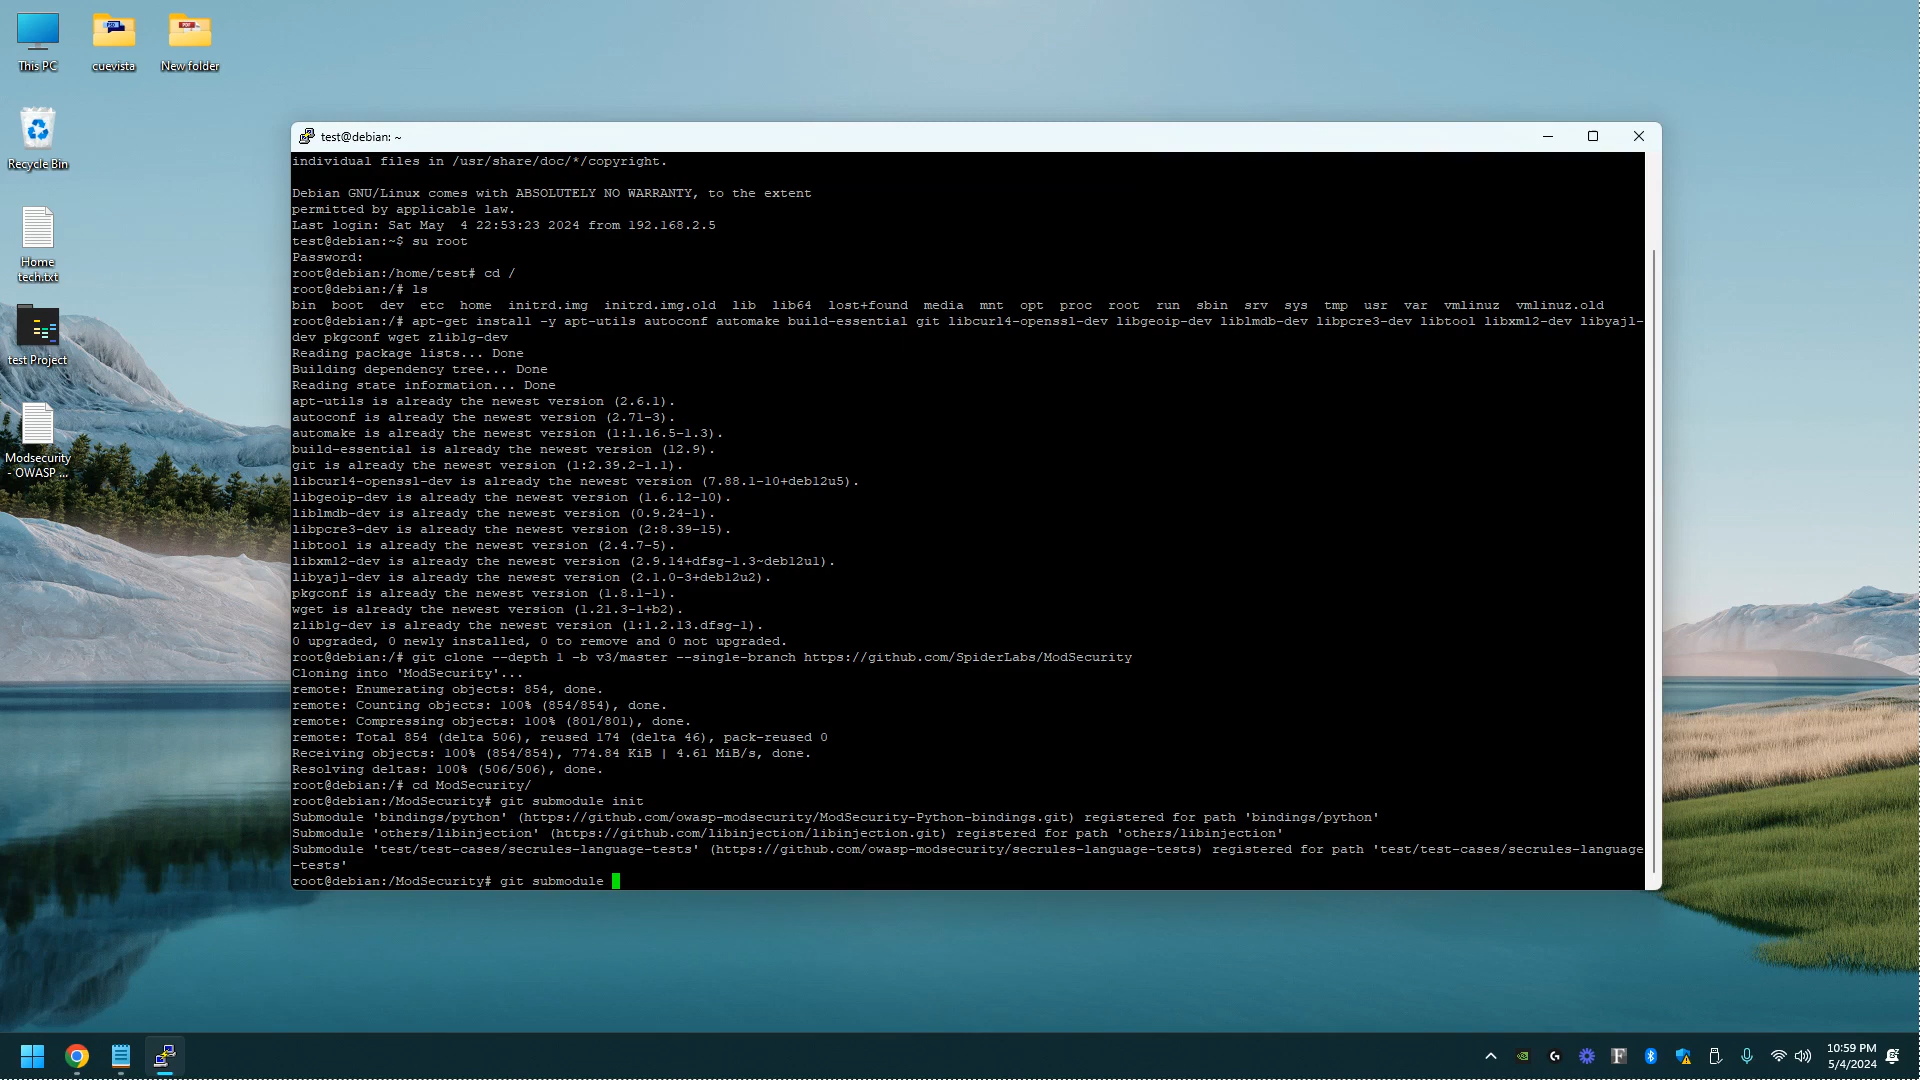 This PC
cuevista
New folder
Recycle Bin
Home
tech.txt
test Project
Modsecurity
- OWASP ...
test@debian: ~
individual files in /usr/share/doc/*/copyright.
Debian GNU/Linux comes with ABSOLUTELY NO WARRANTY, to the extent
permitted by applicable law.
Last login: Sat May  4 22:53:23 2024 from 192.168.2.5
test@debian:~$ su root
Password:
root@debian:/home/test# cd /
root@debian:/# ls
bin  boot  dev  etc  home  initrd.img  initrd.img.old  lib  lib64  lost+found  media  mnt  opt  proc  root  run  sbin  srv  sys  tmp  usr  var  vmlinuz  vmlinuz.old
root@debian:/# apt-get install -y apt-utils autoconf automake build-essential git libcurl4-openssl-dev libgeoip-dev liblmdb-dev libpcre3-dev libtool libxml2-dev libyajl-
dev pkgconf wget zlib1g-dev
Reading package lists... Done
Building dependency tree... Done
Reading state information... Done
apt-utils is already the newest version (2.6.1).
autoconf is already the newest version (2.71-3).
automake is already the newest version (1:1.16.5-1.3).
build-essential is already the newest version (12.9).
git is already the newest version (1:2.39.2-1.1).
libcurl4-openssl-dev is already the newest version (7.88.1-10+deb12u5).
libgeoip-dev is already the newest version (1.6.12-10).
liblmdb-dev is already the newest version (0.9.24-1).
libpcre3-dev is already the newest version (2:8.39-15).
libtool is already the newest version (2.4.7-5).
libxml2-dev is already the newest version (2.9.14+dfsg-1.3~deb12u1).
libyajl-dev is already the newest version (2.1.0-3+deb12u2).
pkgconf is already the newest version (1.8.1-1).
wget is already the newest version (1.21.3-1+b2).
zlib1g-dev is already the newest version (1:1.2.13.dfsg-1).
0 upgraded, 0 newly installed, 0 to remove and 0 not upgraded.
root@debian:/# git clone --depth 1 -b v3/master --single-branch https://github.com/SpiderLabs/ModSecurity
Cloning into 'ModSecurity'...
remote: Enumerating objects: 854, done.
remote: Counting objects: 100% (854/854), done.
remote: Compressing objects: 100% (801/801), done.
remote: Total 854 (delta 506), reused 174 (delta 46), pack-reused 0
Receiving objects: 100% (854/854), 774.84 KiB | 4.61 MiB/s, done.
Resolving deltas: 100% (506/506), done.
root@debian:/# cd ModSecurity/
root@debian:/ModSecurity# git submodule init
Submodule 'bindings/python' (https://github.com/owasp-modsecurity/ModSecurity-Python-bindings.git) registered for path 'bindings/python'
Submodule 'others/libinjection' (https://github.com/libinjection/libinjection.git) registered for path 'others/libinjection'
Submodule 'test/test-cases/secrules-language-tests' (https://github.com/owasp-modsecurity/secrules-language-tests) registered for path 'test/test-cases/secrules-language
-tests'
root@debian:/ModSecurity# git submodule
10:59 PM
5/4/2024